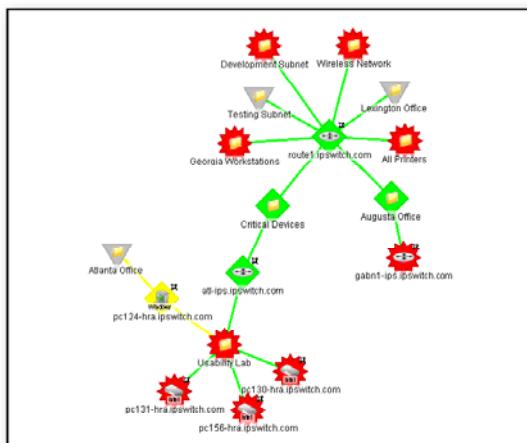 Development Subnet
Wireless Network
Testing Subnet
Lexington Office
Georgia Workstations
route1.ipswitch.com
All Printers
Critical Devices
Augusta Office
Atlanta Office
atl-ips.ipswitch.com
gabn1-ips.ipswitch.com
pc124-hra.ipswitch.com
Usability Lab
pc130-hra.ipswitch.com
pc131-hra.ipswitch.com
pc156-hra.ipswitch.com